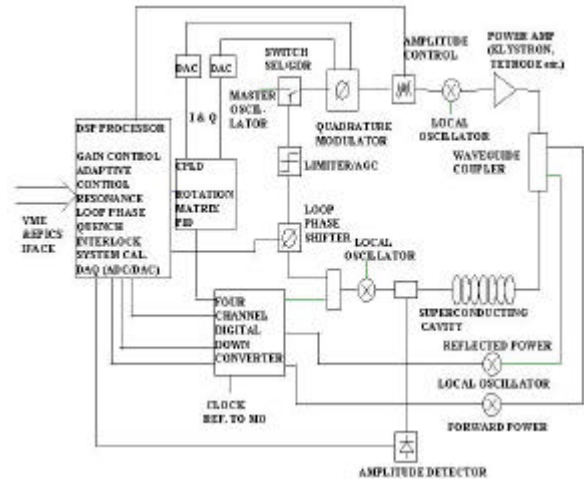 SWITCH
SEL/GDR
AMPLITUDE
CONTROL
POWER AMP
(KLYSTRON,
TETRODE etc.)
DAC
DAC
MASTER
OSCIL-
LATOR
I & Q
QUADRATURE
MODULATOR
LOCAL
OSCILLATOR
WAVEGUIDE
COUPLER
DSP PROCESSOR
GAIN CONTROL
ADAPTIVE
CONTROL
RESONANCE
LOOP PHASE
QUENCH
INTERLOCK
SYSTEM CAL.
DAQ (ADC/DAC)
CPLD
ROTATION
MATRIX
PID
LIMITER/AGC
LOOP
PHASE
SHIFTER
LOCAL
OSCILLATOR
VME
&EPICS
IFACE
SUPERCONDUCTING
CAVITY
FOUR
CHANNEL
DIGITAL
DOWN
CONVERTER
REFLECTED POWER
LOCAL OSCILLATOR
FORWARD POWER
CLOCK
REF. TO MO
AMPLITUDE DETECTOR